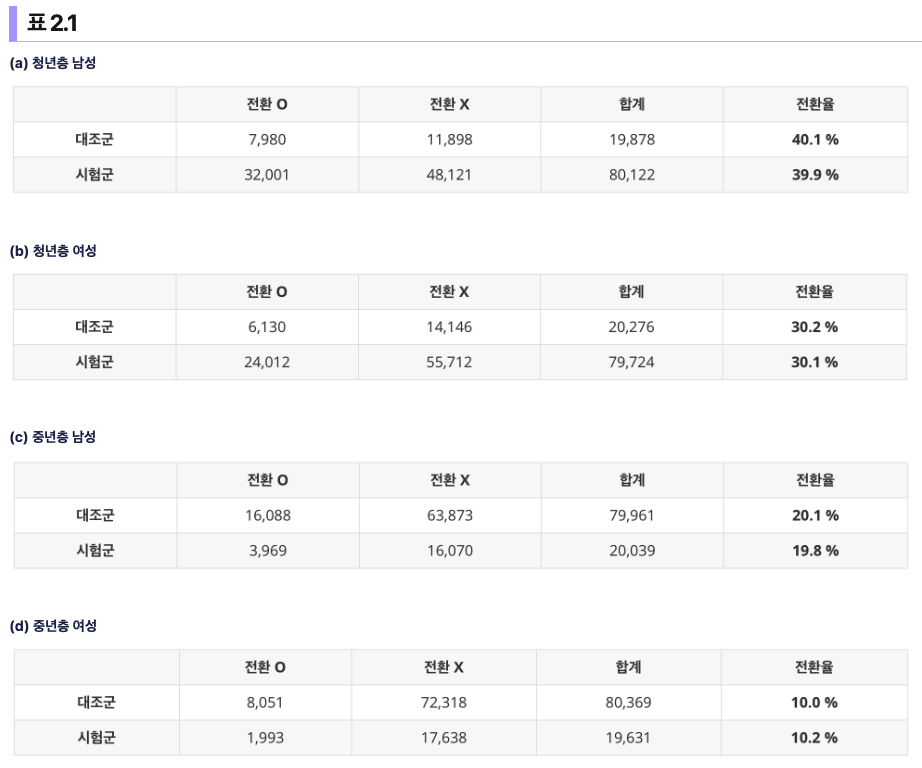 표 2.1
(a) 청년층 남성
전환 O 전환 X 합계 전환율
대조군 7,980 11,898 19,878 40.1 %
시험군 32,001 48,121 80,122 39.9 %
(b) 청년층 여성
전환 O 전환 X 합계 전환율
대조군 6,130 14,146 20,276 30.2 %
시험군 24,012 55,712 79,724 30.1 %
(c) 중년층 남성
전환 O 전환 X 합계 전환율
대조군 16,088 63,873 79,961 20.1 %
시험군 3,969 16,070 20,039 19.8 %
(d) 중년층 여성
전환 O 전환 X 합계 전환율
대조군 8,051 72,318 80,369 10.0 %
시험군 1,993 17,638 19,631 10.2 %